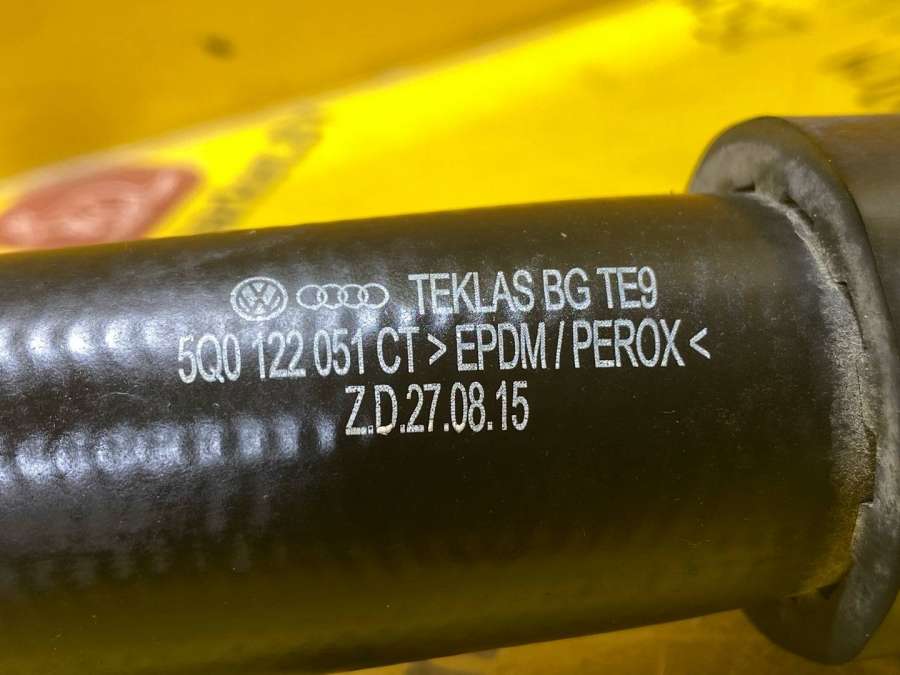 TEKLAS BG TE9
5Q0 122 051 CT > EPDM / PEROX <
Z.D.27.08.15